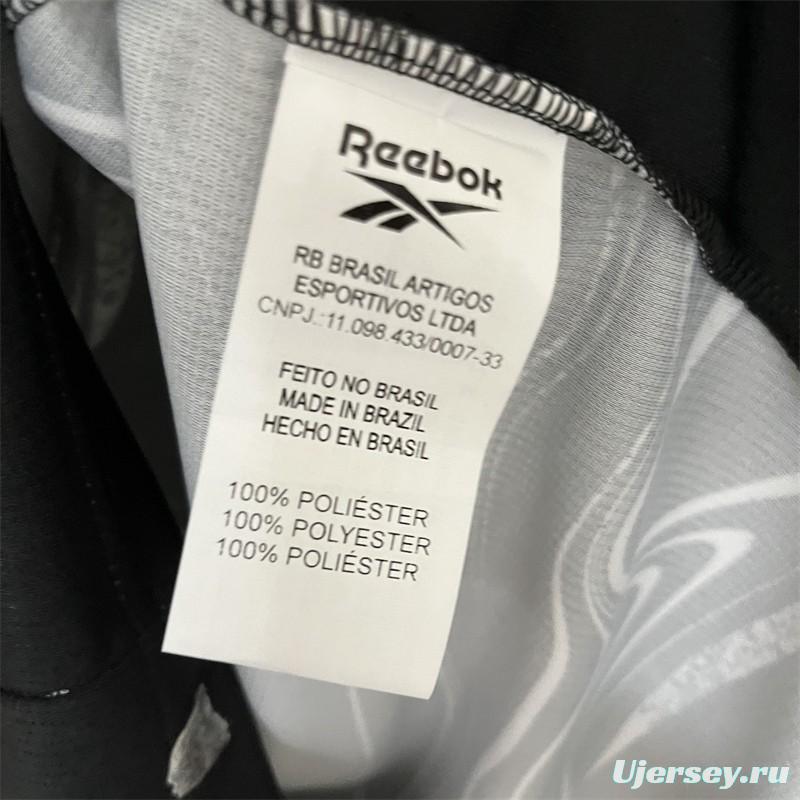 Reebok
RB BRASIL ARTIGOS
ESPORTIVOS LTDA
CNPJ.:11.098.433/0007-33
FEITO NO BRASIL
MADE IN BRAZIL
HECHO EN BRASIL
100% POLIÉSTER
100% POLYESTER
100% POLIÉSTER
Ujersey.ru